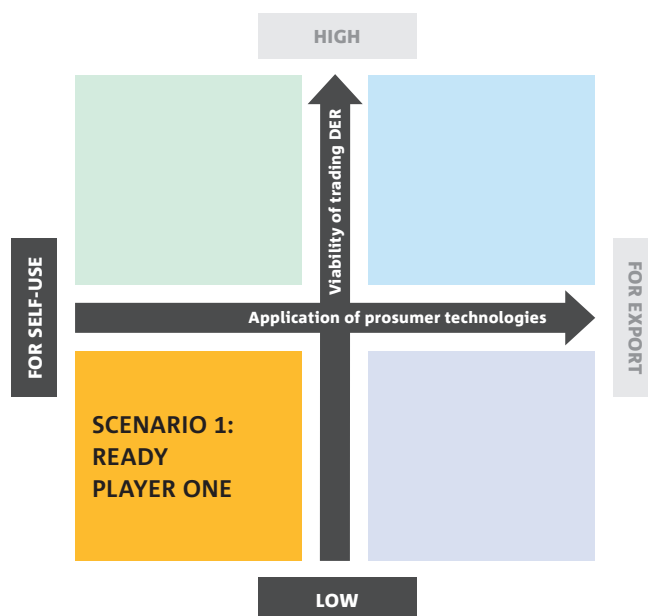 HIGH
Viability of trading DER
FOR SELF-USE
Application of prosumer technologies
FOR EXPORT
SCENARIO 1:
READY
PLAYER ONE
LOW